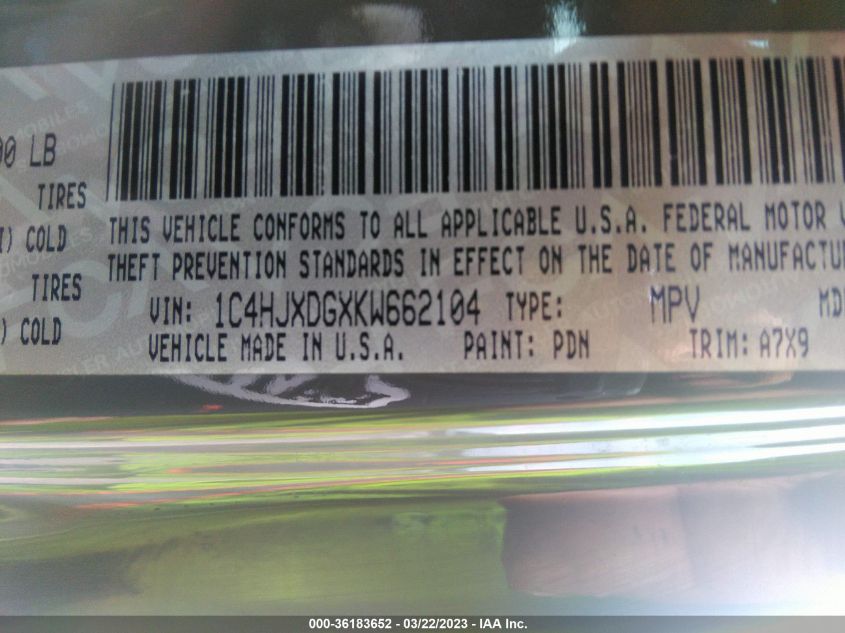 00 LB
TIRES
I) COLD
TIRES
) COLD
THIS VEHICLE CONFORMS TO ALL APPLICABLE U.S.A. FEDERAL MOTOR
THEFT PREVENTION STANDARDS IN EFFECT ON THE DATE OF MANUFACTU
VIN: 1C4HJXDGXKW662104 TYPE: MPV MD
VEHICLE MADE IN U.S.A. PAINT: PDN TRIM: A7X9
000-36183652 - 03/22/2023 - IAA Inc.